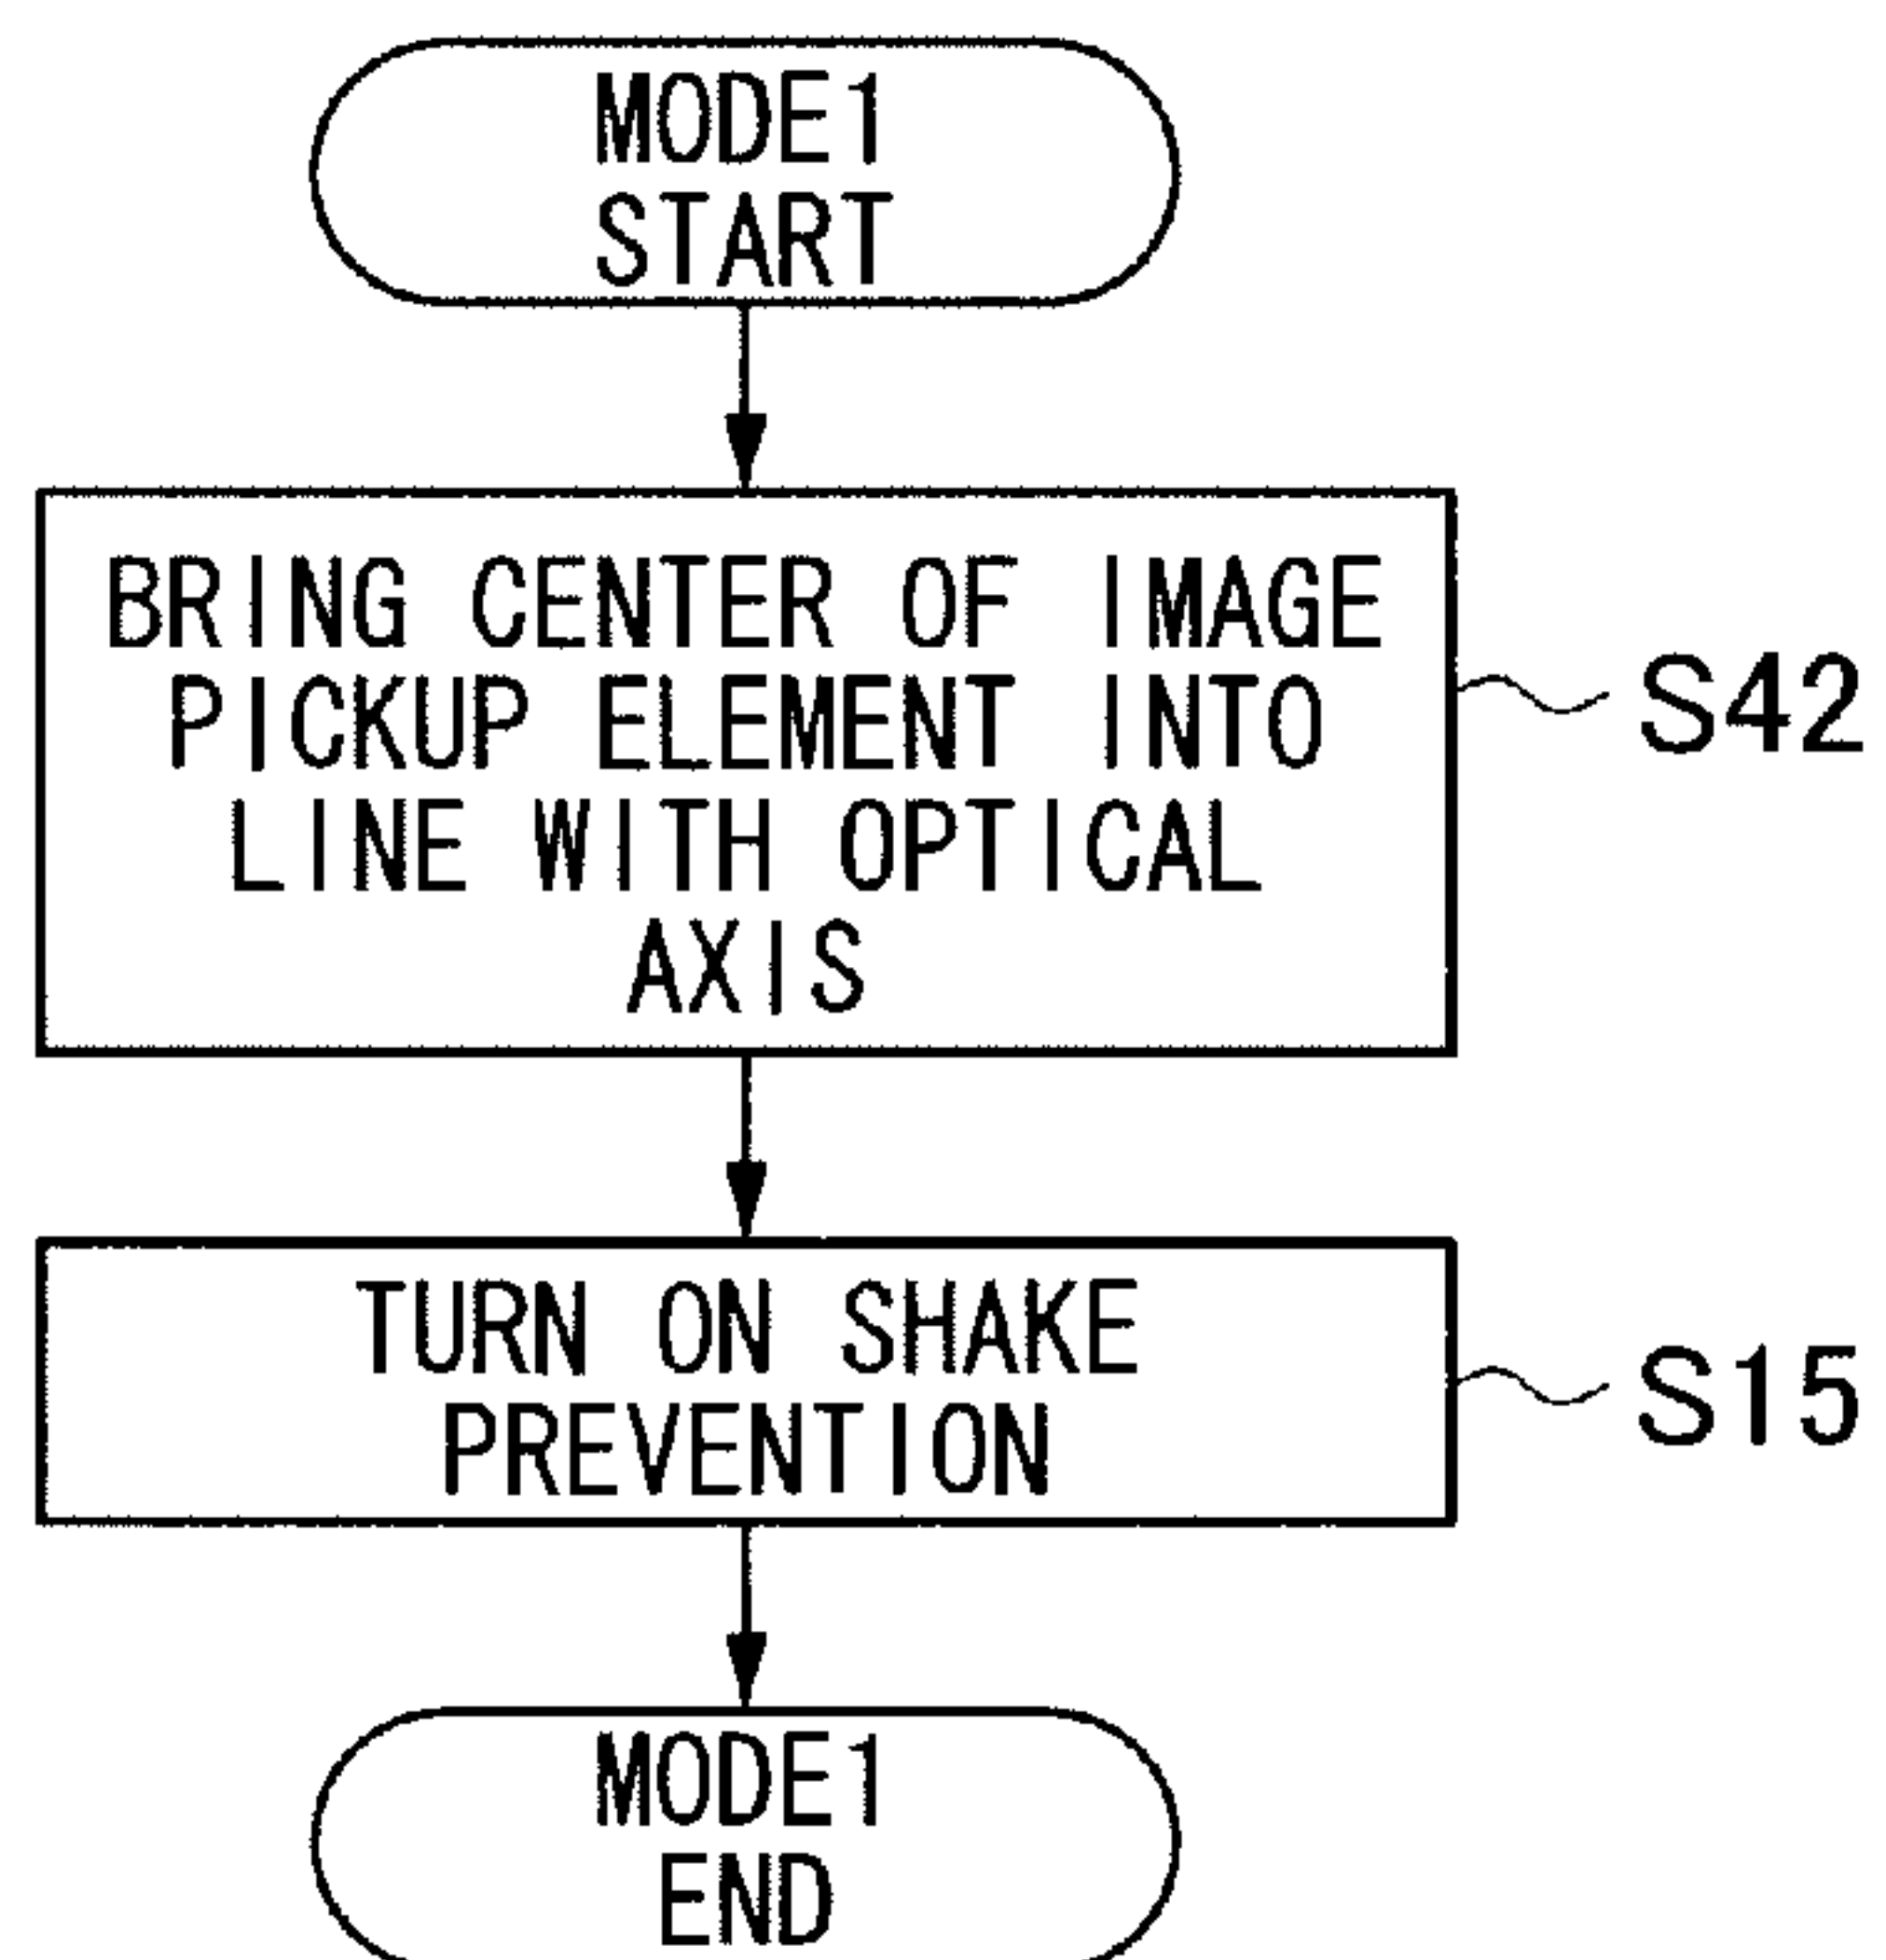 MODE1
START
BRING CENTER OF IMAGE
PICKUP ELEMENT INTO
LINE WITH OPTICAL
AXIS
S42
TURN ON SHAKE
PREVENTION
S15
MODE1
END